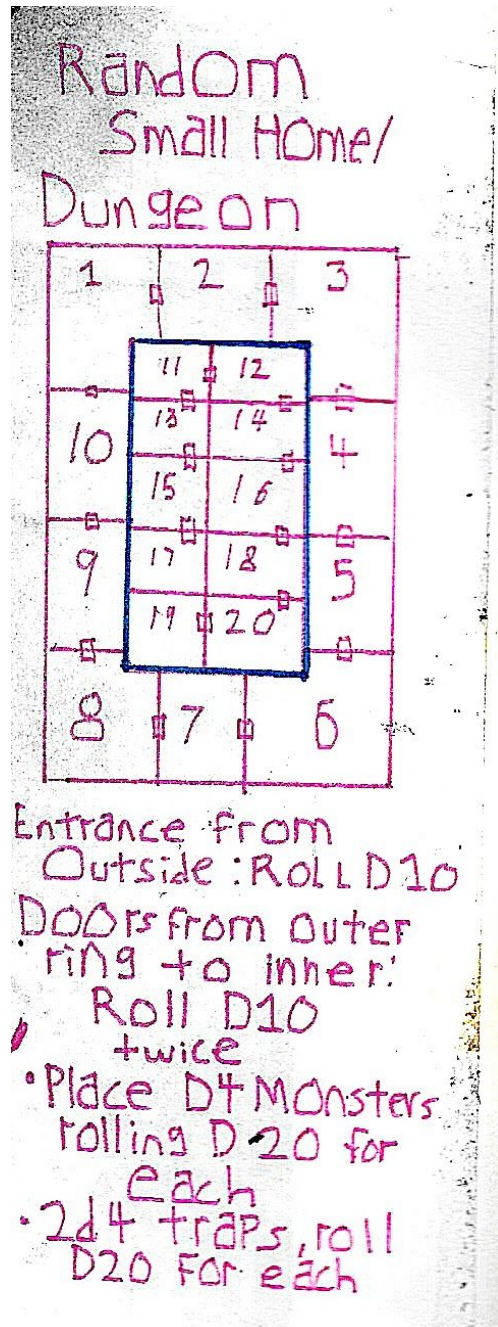 Random
Small Home/
Dungeon
1 2 3
11 12
13 14
10 4
15 16
9 17 18 5
19 20
8 7 6
Entrance from
Outside: ROLL D10
Doors from outer
ring to inner:
Roll D10
twice
• Place D4 Monsters
rolling D20 for
each
• 2d4 traps, roll
D20 For each